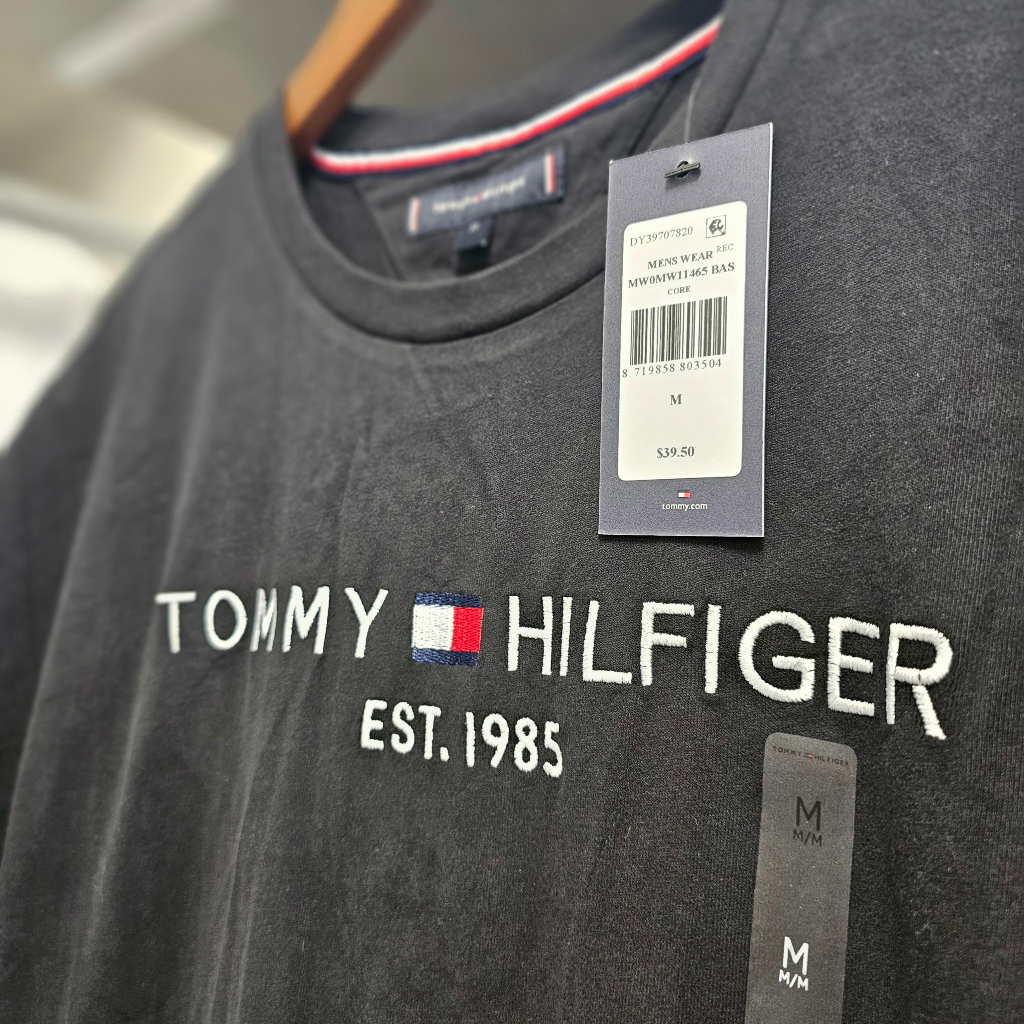 DY39707820
REC
MENS WEAR
MW0MW11465 BAS
CORE
8 719858 803504
M
$39.50
tommy.com
TOMMY HILFIGER
EST. 1985
TOMMY HILFIGER
M
M/M
M
M/M